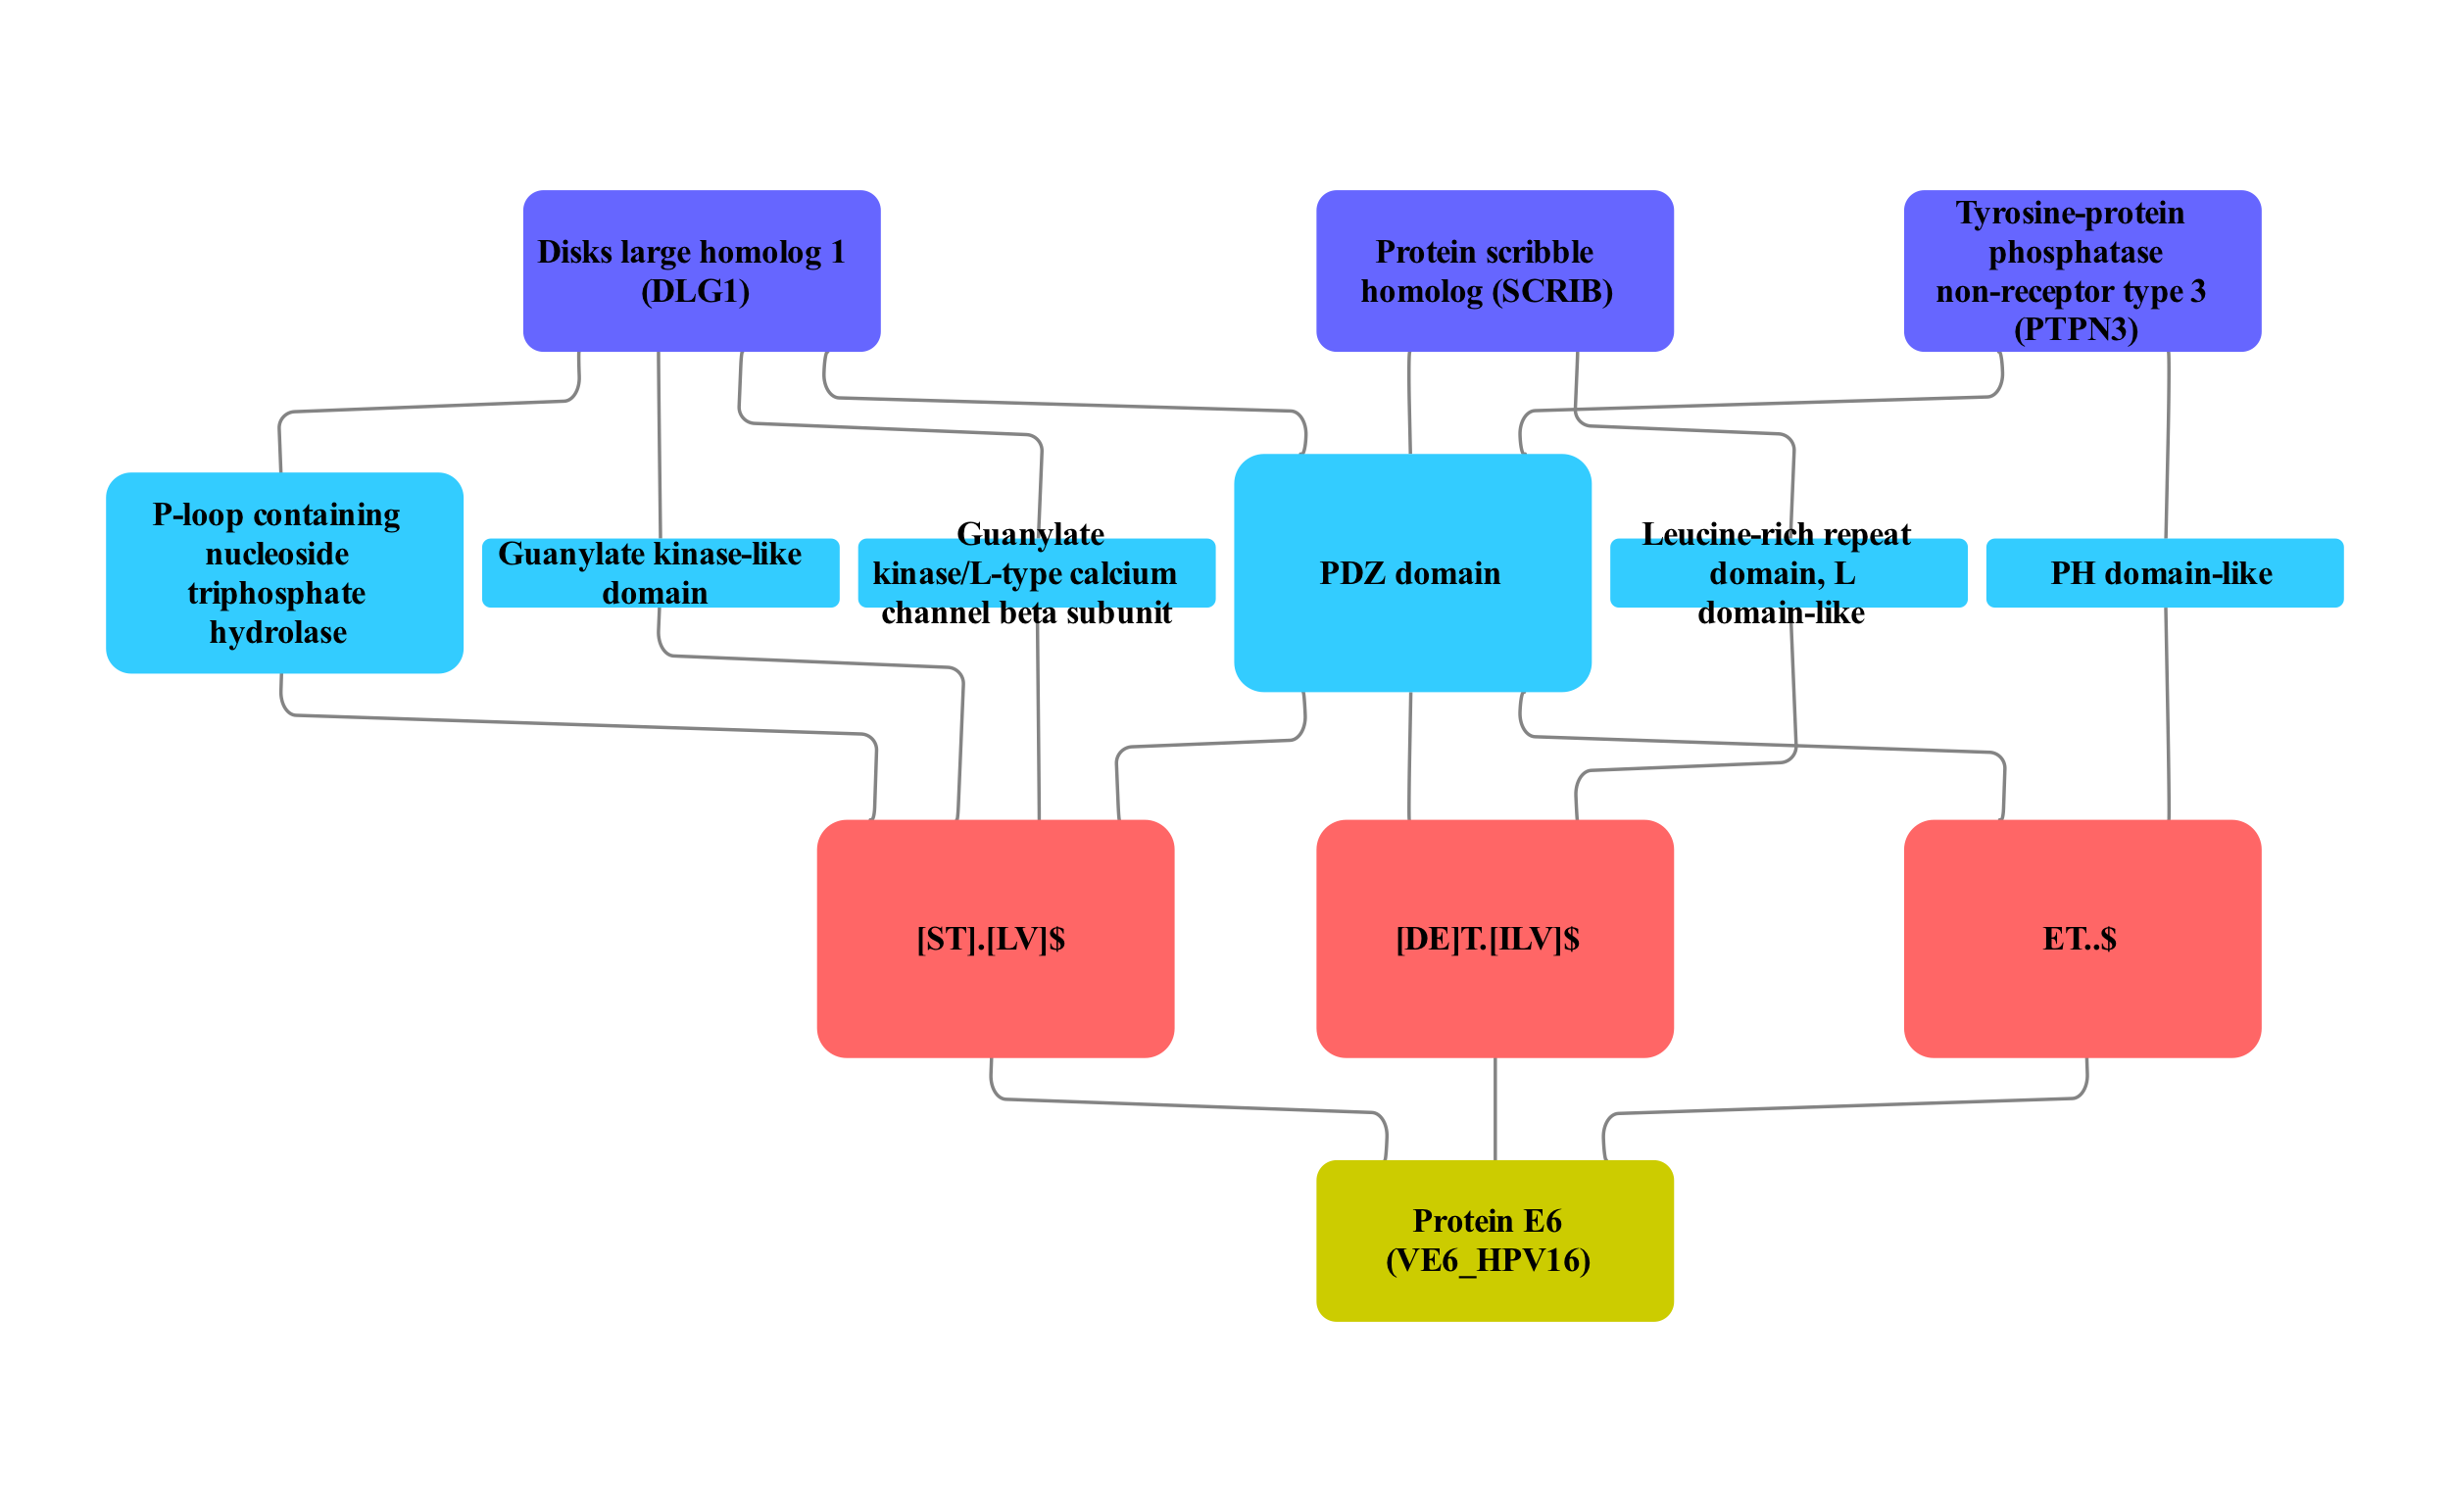 Disks large homolog 1
(DLG1)
Protein scribble
homolog (SCRIB)
Tyrosine-protein
phosphatase
non-receptor type 3
(PTPN3)
P-loop containing
nucleoside
triphosphate
hydrolase
Guanylate kinase-like
domain
Guanylate
kinase/L-type calcium
channel beta subunit
PDZ domain
Leucine-rich repeat
domain, L
domain-like
PH domain-like
[ST].[LV]$
[DE]T.[ILV]$
ET..$
Protein E6
(VE6_HPV16)